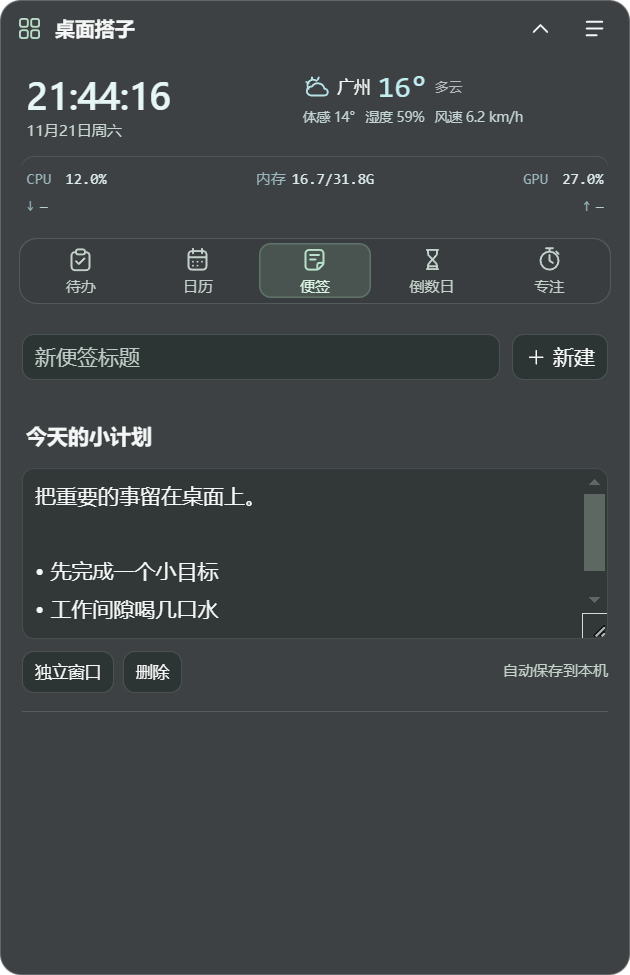 桌面搭子
21:44:16
11月21日周六
广州 16° 多云
体感 14° 湿度 59% 风速 6.2 km/h
CPU 12.0% 内存 16.7/31.8G GPU 27.0%
↓ – ↑ –
待办 日历 便签 倒数日 专注
新便签标题 + 新建
今天的小计划
把重要的事留在桌面上。
• 先完成一个小目标
• 工作间隙喝几口水
独立窗口 删除 自动保存到本机